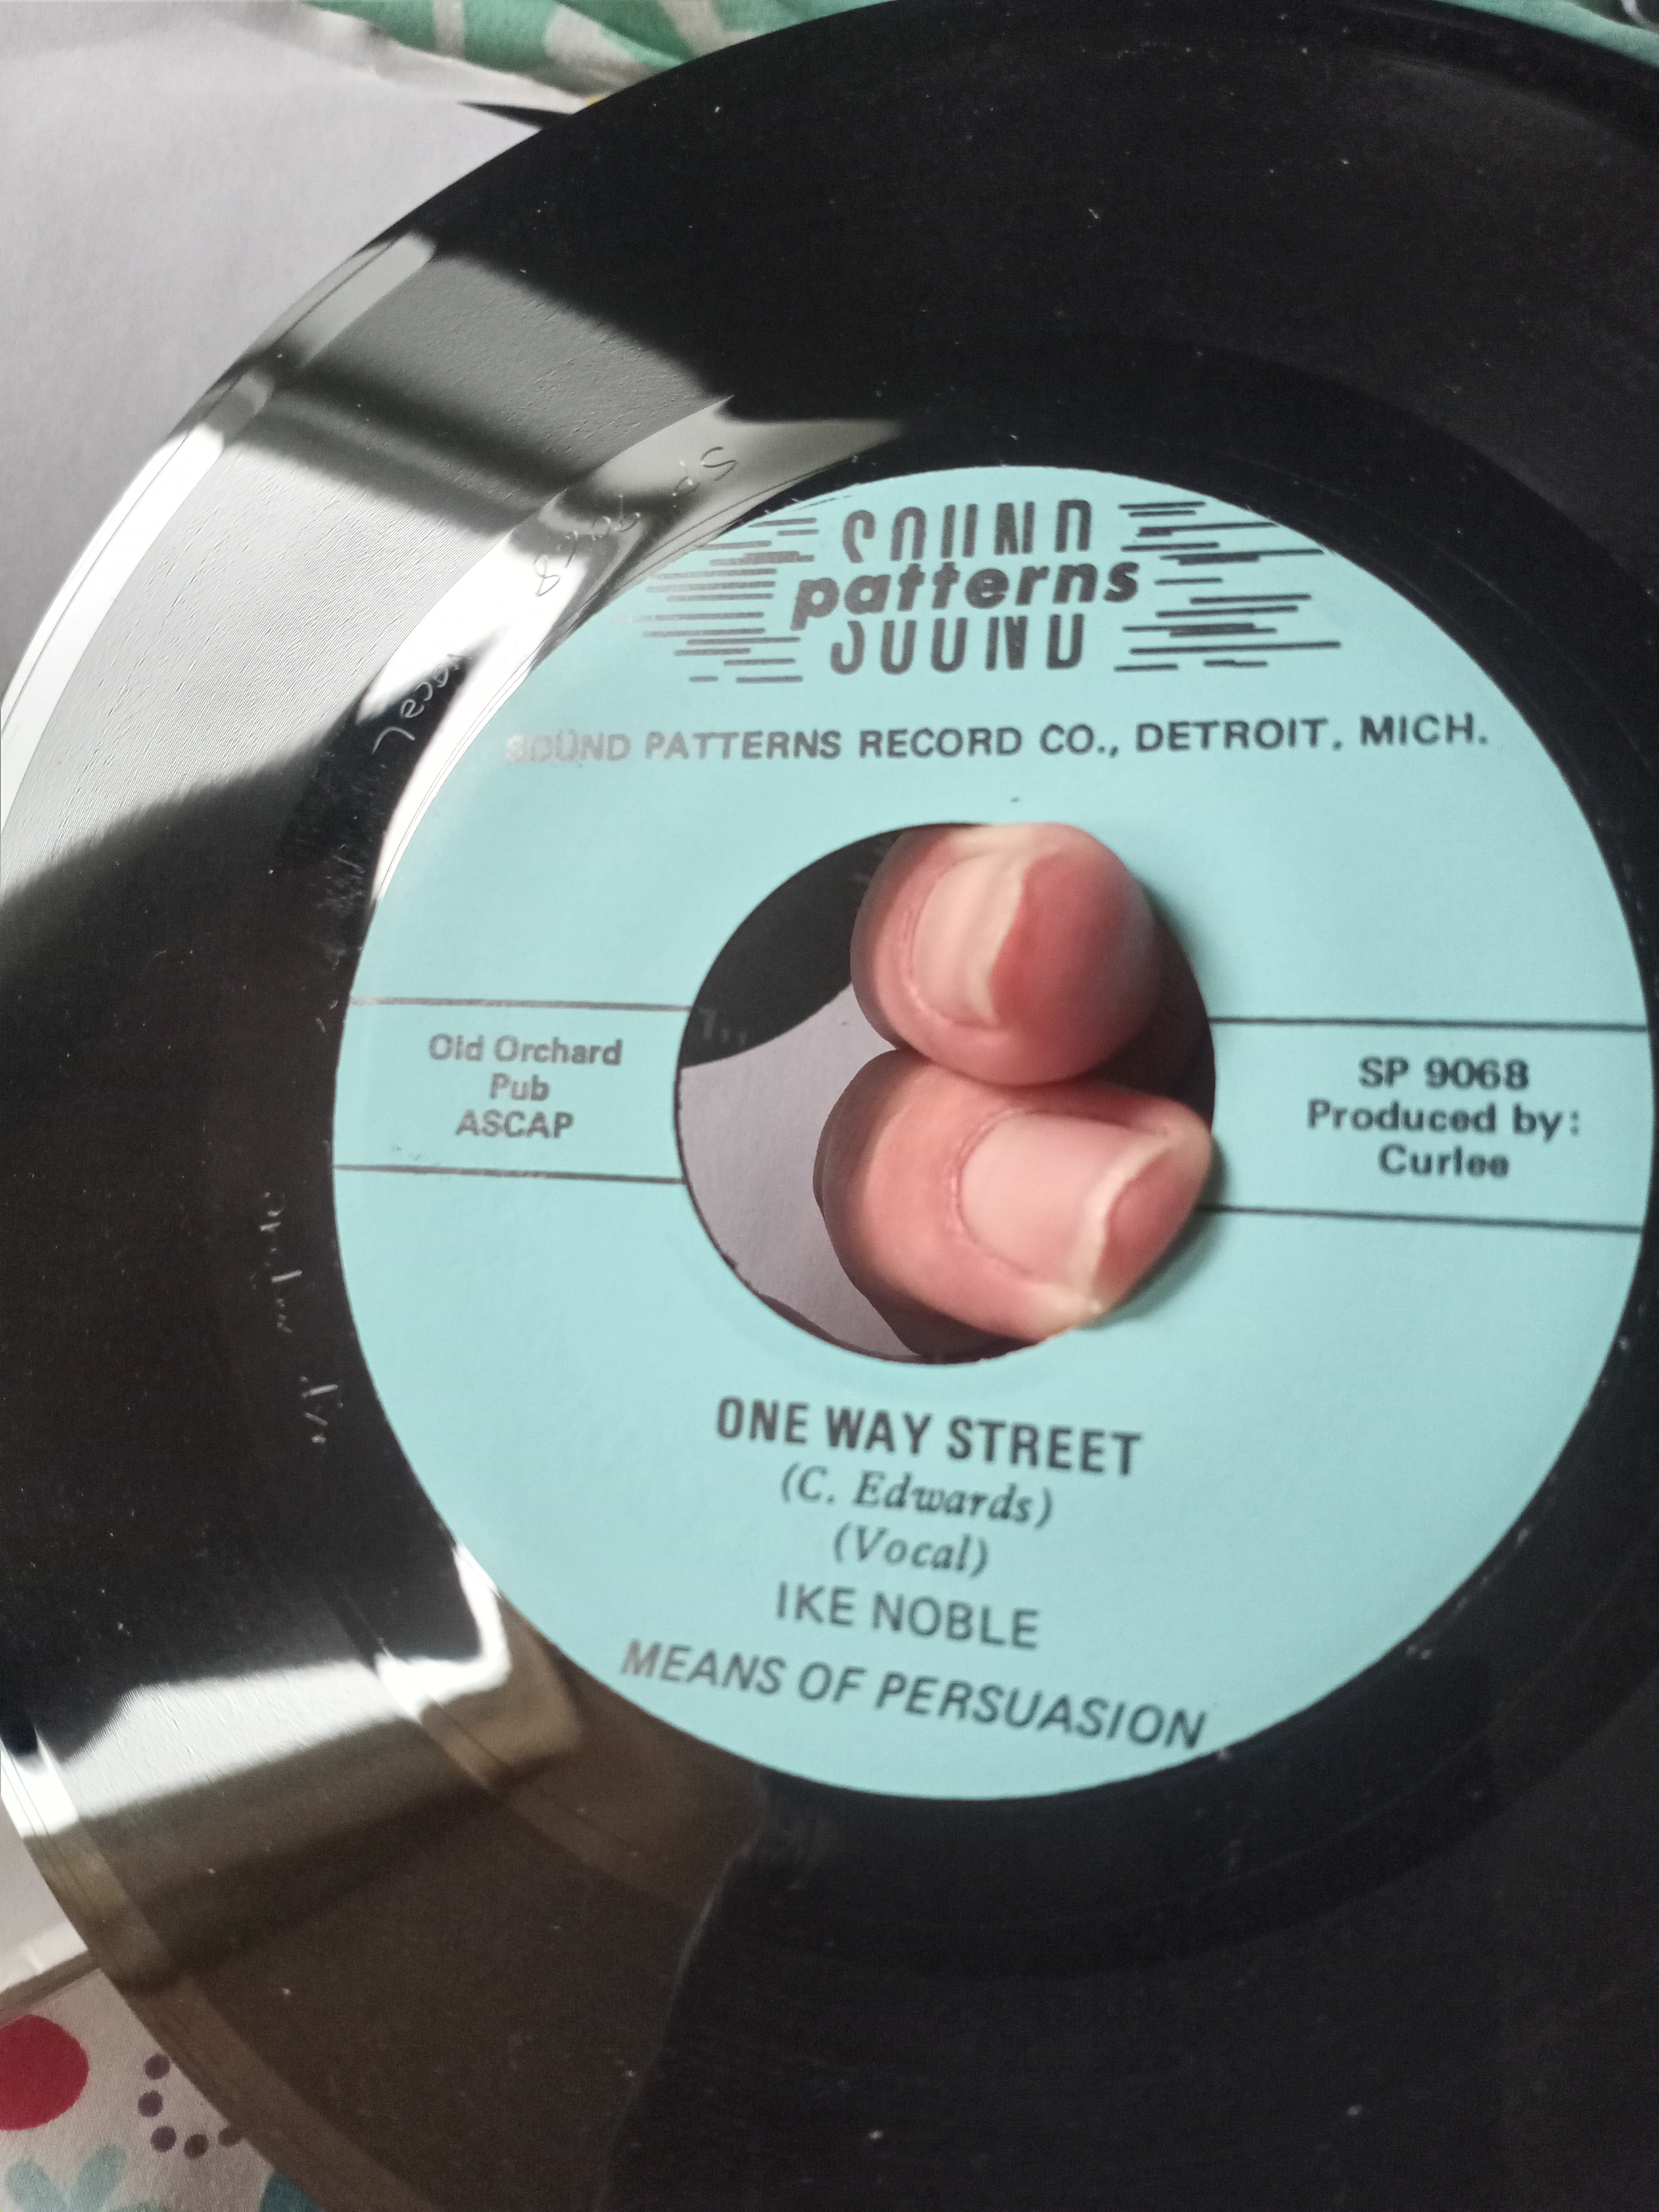 SOUND
patterns
SOUND
SOUND PATTERNS RECORD CO., DETROIT, MICH.
Old Orchard
Pub
ASCAP
SP 9068
Produced by:
Curlee
ONE WAY STREET
(C. Edwards)
(Vocal)
IKE NOBLE
MEANS OF PERSUASION